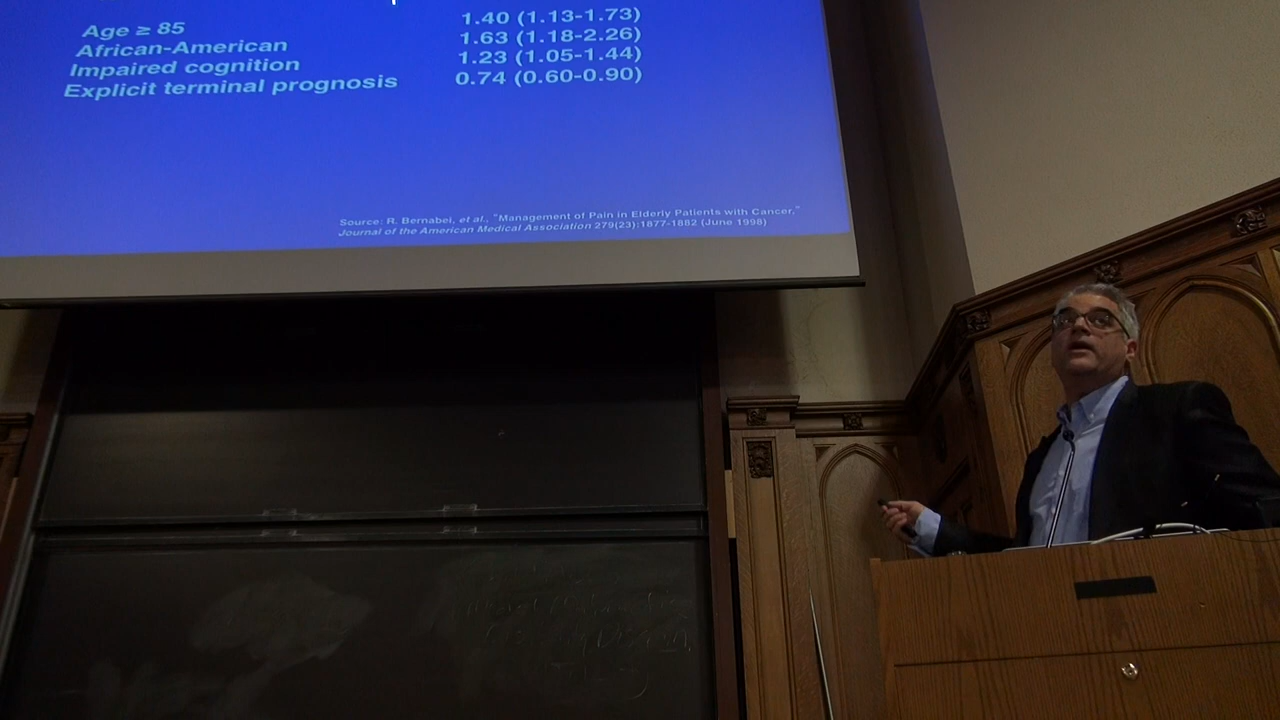 Age ≥ 85 1.40 (1.13-1.73)
African-American 1.63 (1.18-2.26)
Impaired cognition 1.23 (1.05-1.44)
Explicit terminal prognosis 0.74 (0.60-0.90)
Source: R. Bernabei, et al., "Management of Pain in Elderly Patients with Cancer,"
Journal of the American Medical Association 279(23):1877-1882 (June 1998)